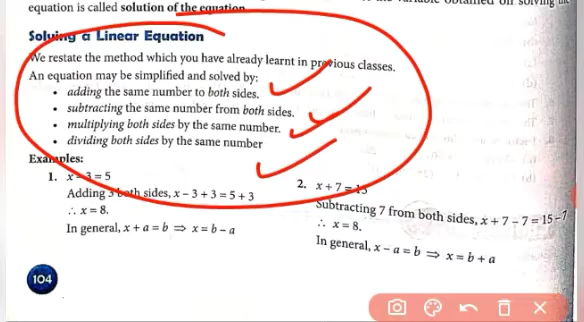 equation is called solution of the equation
Solving a Linear Equation
We restate the method which you have already learnt in previous classes.
An equation may be simplified and solved by:
• adding the same number to both sides.
• subtracting the same number from both sides.
• multiplying both sides by the same number.
• dividing both sides by the same number
Examples:
1. x − 3 = 5
Adding 3 both sides, x − 3 + 3 = 5 + 3
∴ x = 8.
In general, x + a = b ⇒ x = b − a
2. x + 7 = 15
Subtracting 7 from both sides, x + 7 − 7 = 15 − 7
∴ x = 8.
In general, x − a = b ⇒ x = b + a
104